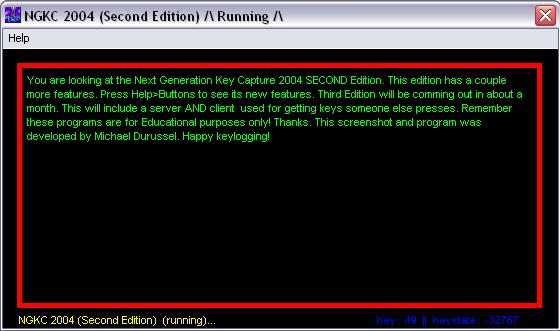 NGKC 2004 (Second Edition) /\ Running /\
Help
You are looking at the Next Generation Key Capture 2004 SECOND Edition. This edition has a couple
more features. Press Help>Buttons to see its new features. Third Edition will be comming out in about a
month. This will include a server AND client  used for getting keys someone else presses. Remember
these programs are for Educational purposes only! Thanks. This screenshot and program was
developed by Michael Durussel. Happy keylogging!
NGKC 2004 (Second Edition)  (running)...
Key : 49 || Keystate : -32767